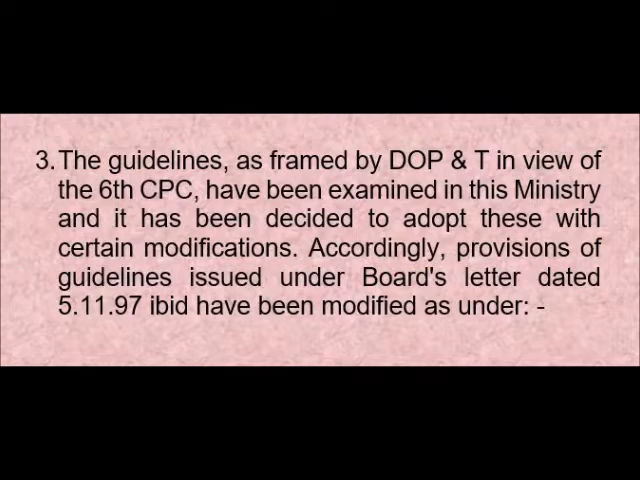 3. The guidelines, as framed by DOP & T in view of
the 6th CPC, have been examined in this Ministry
and it has been decided to adopt these with
certain modifications. Accordingly, provisions of
guidelines issued under Board's letter dated
5.11.97 ibid have been modified as under: -